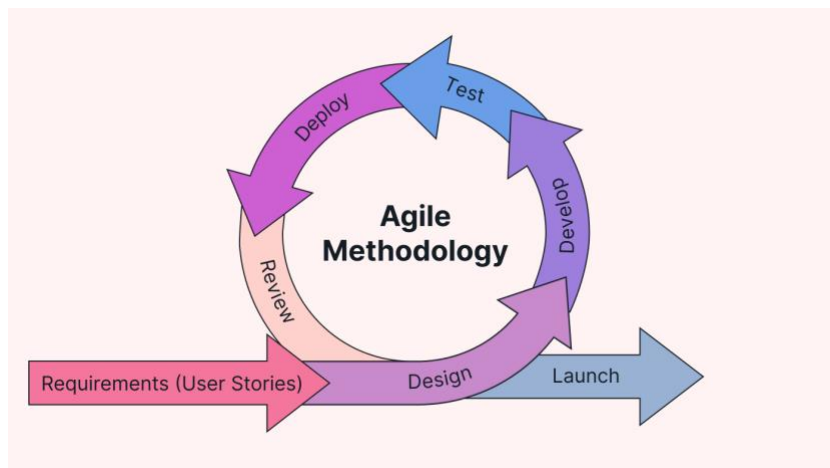 Agile
Methodology
Requirements (User Stories)
Design
Develop
Test
Deploy
Review
Launch